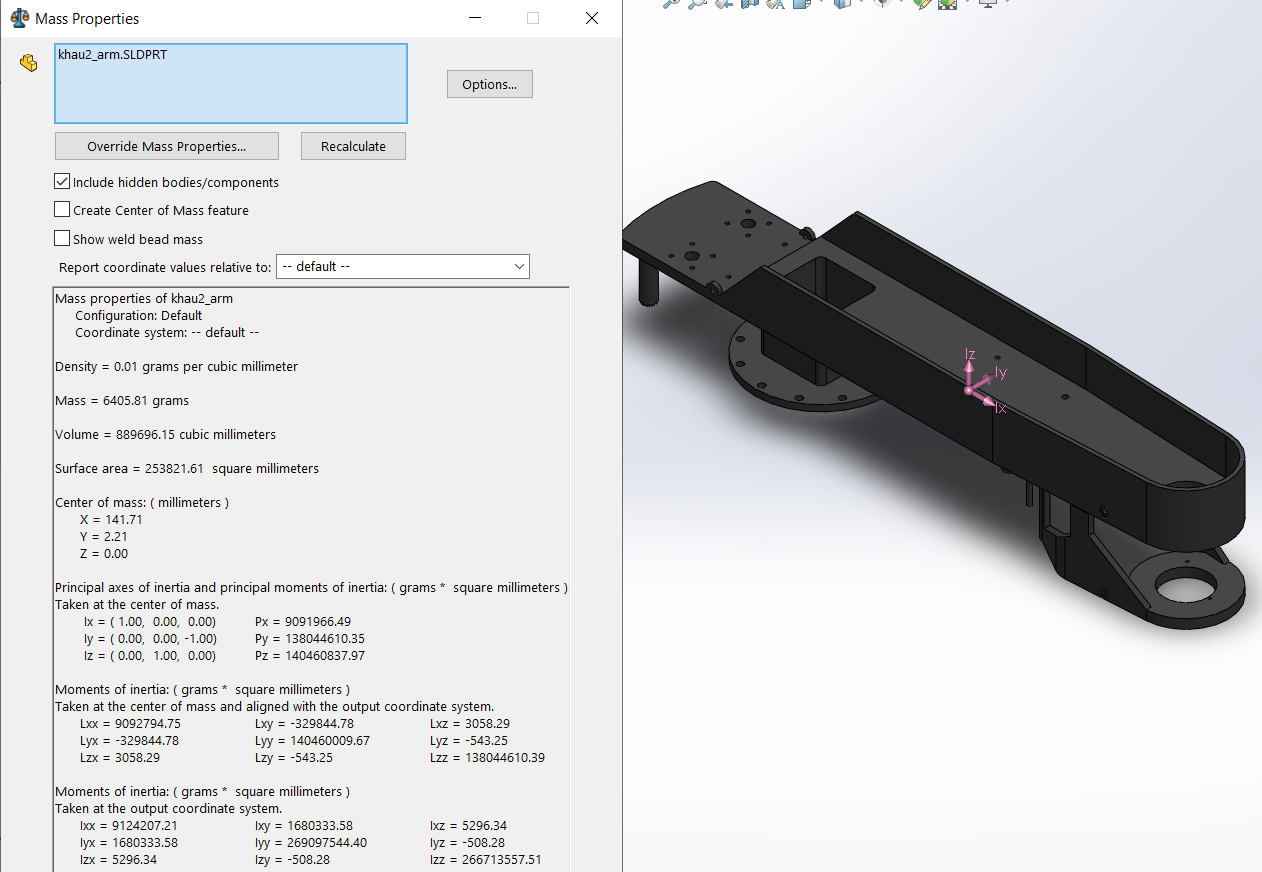 Mass Properties
khau2_arm.SLDPRT
Options...
Override Mass Properties...
Recalculate
Include hidden bodies/components
Create Center of Mass feature
Show weld bead mass
Report coordinate values relative to: -- default --
Mass properties of khau2_arm
Configuration: Default
Coordinate system: -- default --
Density = 0.01 grams per cubic millimeter
Mass = 6405.81 grams
Volume = 889696.15 cubic millimeters
Surface area = 253821.61  square millimeters
Center of mass: ( millimeters )
X = 141.71
Y = 2.21
Z = 0.00
Principal axes of inertia and principal moments of inertia: ( grams *  square millimeters )
Taken at the center of mass.
Ix = ( 1.00,  0.00,  0.00) Px = 9091966.49
Iy = ( 0.00,  0.00, -1.00) Py = 138044610.35
Iz = ( 0.00,  1.00,  0.00) Pz = 140460837.97
Moments of inertia: ( grams *  square millimeters )
Taken at the center of mass and aligned with the output coordinate system.
Lxx = 9092794.75 Lxy = -329844.78 Lxz = 3058.29
Lyx = -329844.78 Lyy = 140460009.67 Lyz = -543.25
Lzx = 3058.29 Lzy = -543.25 Lzz = 138044610.39
Moments of inertia: ( grams *  square millimeters )
Taken at the output coordinate system.
Ixx = 9124207.21 Ixy = 1680333.58 Ixz = 5296.34
Iyx = 1680333.58 Iyy = 269097544.40 Iyz = -508.28
Izx = 5296.34 Izy = -508.28 Izz = 266713557.51
Iz
Iy
Ix